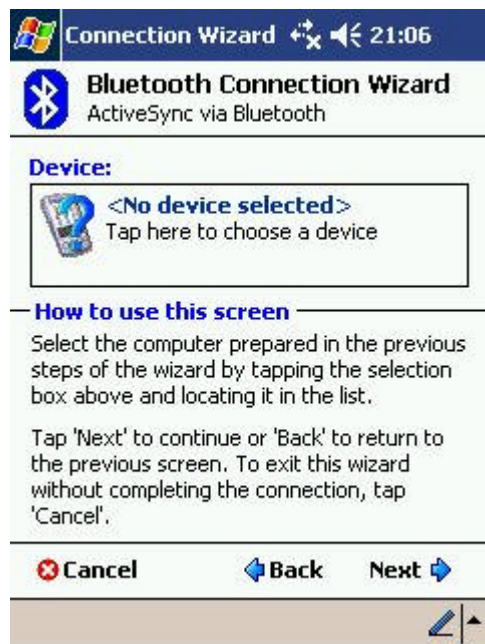 Connection Wizard 21:06
Bluetooth Connection Wizard
ActiveSync via Bluetooth
Device:
<No device selected>
Tap here to choose a device
How to use this screen
Select the computer prepared in the previous
steps of the wizard by tapping the selection
box above and locating it in the list.
Tap 'Next' to continue or 'Back' to return to
the previous screen. To exit this wizard
without completing the connection, tap
'Cancel'.
Cancel Back Next